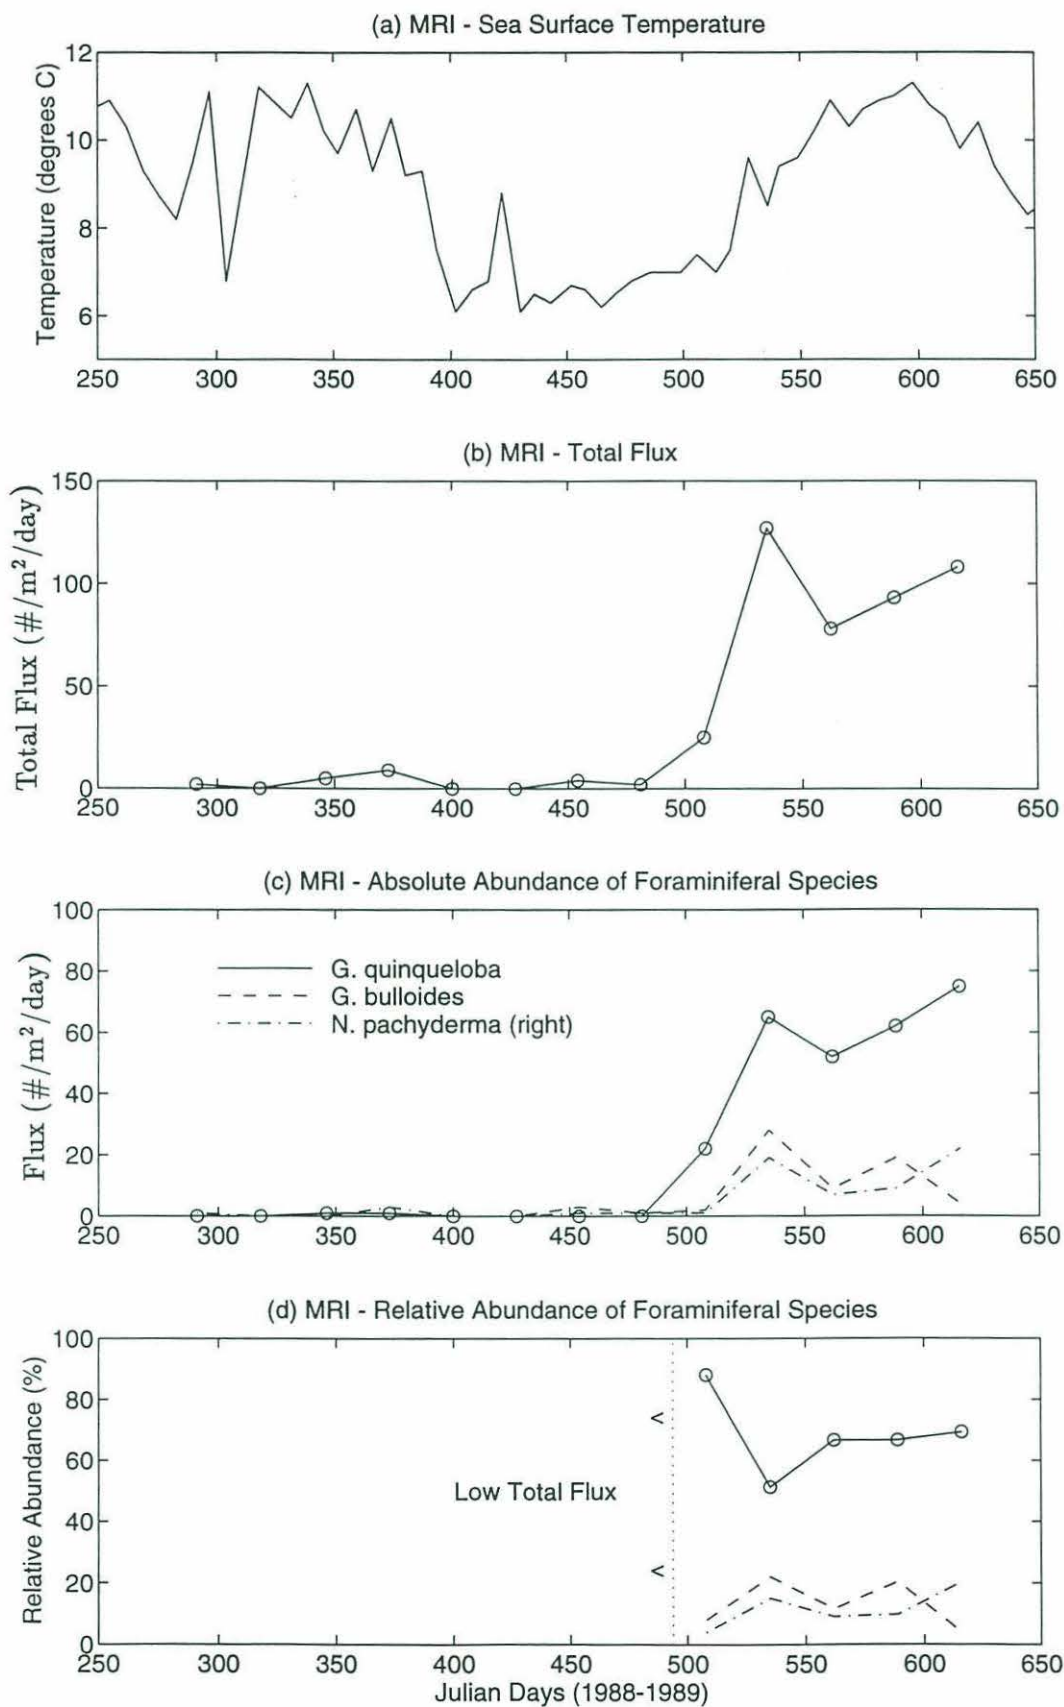 (a) MRI - Sea Surface Temperature
Temperature (degrees C)
12
10
8
6
250 300 350 400 450 500 550 600 650
(b) MRI - Total Flux
Total Flux (#/m²/day)
150
100
50
0
250 300 350 400 450 500 550 600 650
(c) MRI - Absolute Abundance of Foraminiferal Species
Flux (#/m²/day)
100
80
60
40
20
0
G. quinqueloba
G. bulloides
N. pachyderma (right)
250 300 350 400 450 500 550 600 650
(d) MRI - Relative Abundance of Foraminiferal Species
Relative Abundance (%)
100
80
60
40
20
0
<
Low Total Flux
<
250 300 350 400 450 500 550 600 650
Julian Days (1988-1989)